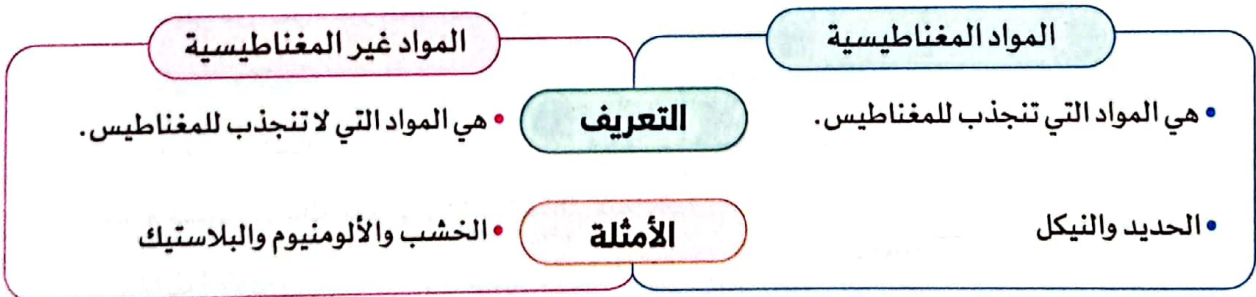 المواد المغناطيسية
المواد غير المغناطيسية
التعريف
• هي المواد التي تنجذب للمغناطيس.
• هي المواد التي لا تنجذب للمغناطيس.
الأمثلة
• الحديد والنيكل
• الخشب والألومنيوم والبلاستيك